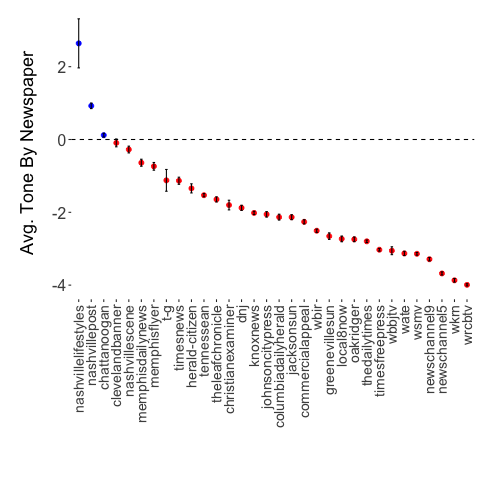 Avg. Tone By Newspaper
2
0
-2
-4
nashvillelifestyles
nashvillepost
chattanoogan
clevelandbanner
nashvillescene
memphisdailynews
memphisflyer
t-g
timesnews
herald-citizen
tennessean
theleafchronicle
christianexaminer
dnj
knoxnews
johnsoncitypress
columbiadailyherald
jacksonsun
commercialappeal
wbir
greenevillesun
local8now
oakridger
thedailytimes
timesfreepress
wbbjtv
wate
wsmv
newschannel9
newschannel5
wkrn
wrcbtv